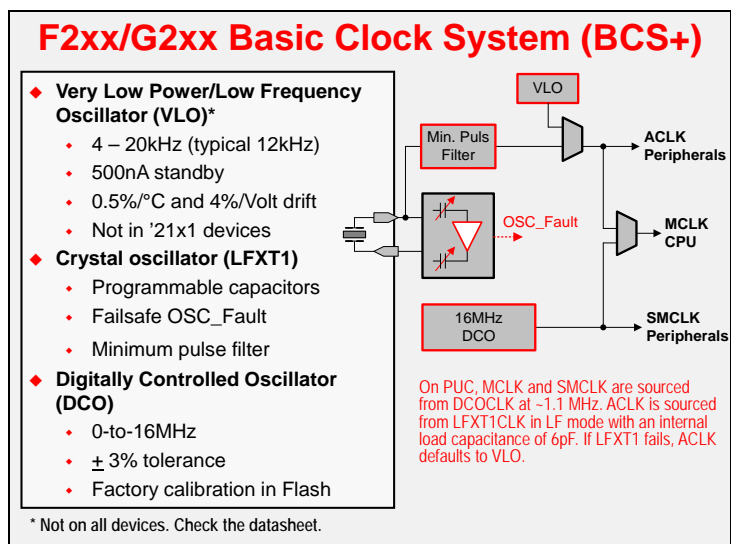 F2xx/G2xx Basic Clock System (BCS+)
◆ Very Low Power/Low Frequency
Oscillator (VLO)*
• 4 – 20kHz (typical 12kHz)
• 500nA standby
• 0.5%/°C and 4%/Volt drift
• Not in '21x1 devices
◆ Crystal oscillator (LFXT1)
• Programmable capacitors
• Failsafe OSC_Fault
• Minimum pulse filter
◆ Digitally Controlled Oscillator
(DCO)
• 0-to-16MHz
• ± 3% tolerance
• Factory calibration in Flash
* Not on all devices. Check the datasheet.
VLO
Min. Puls
Filter
ACLK
Peripherals
OSC_Fault
MCLK
CPU
16MHz
DCO
SMCLK
Peripherals
On PUC, MCLK and SMCLK are sourced
from DCOCLK at ~1.1 MHz. ACLK is sourced
from LFXT1CLK in LF mode with an internal
load capacitance of 6pF. If LFXT1 fails, ACLK
defaults to VLO.